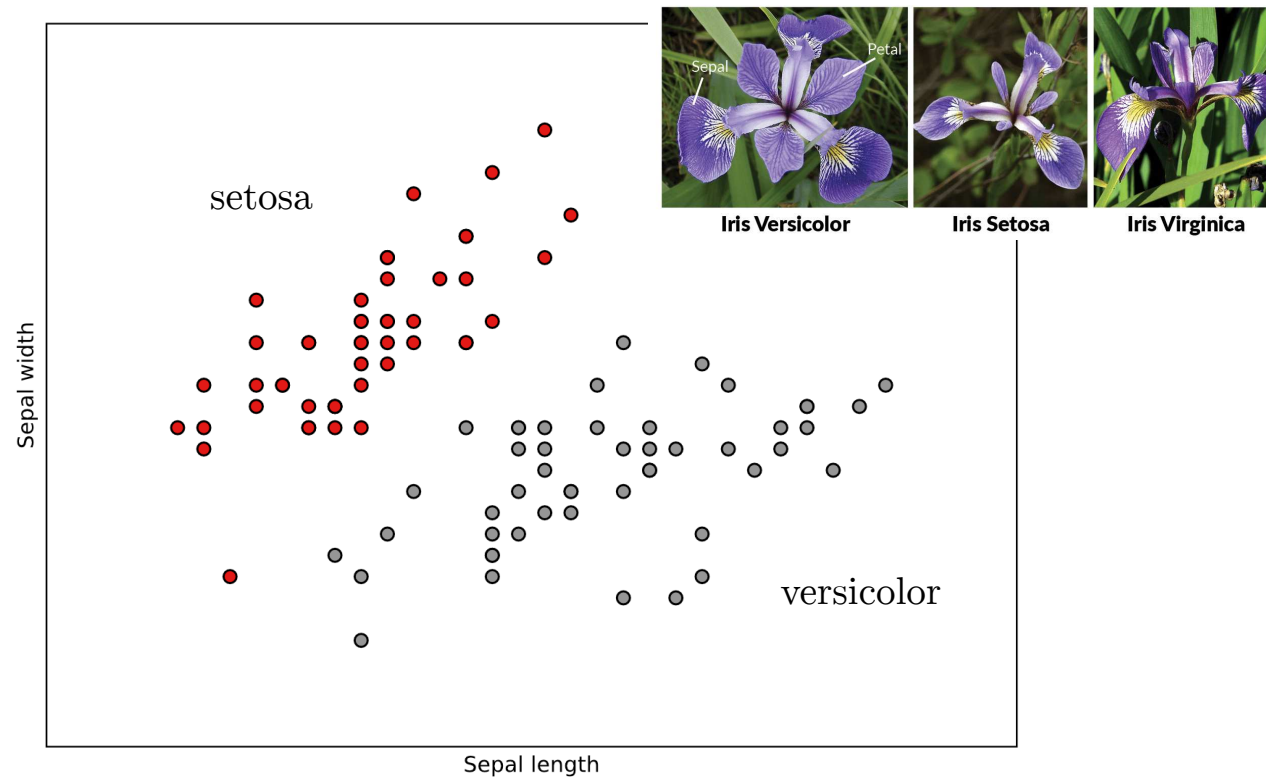 Sepal
Petal
Iris Versicolor
Iris Setosa
Iris Virginica
setosa
versicolor
Sepal width
Sepal length